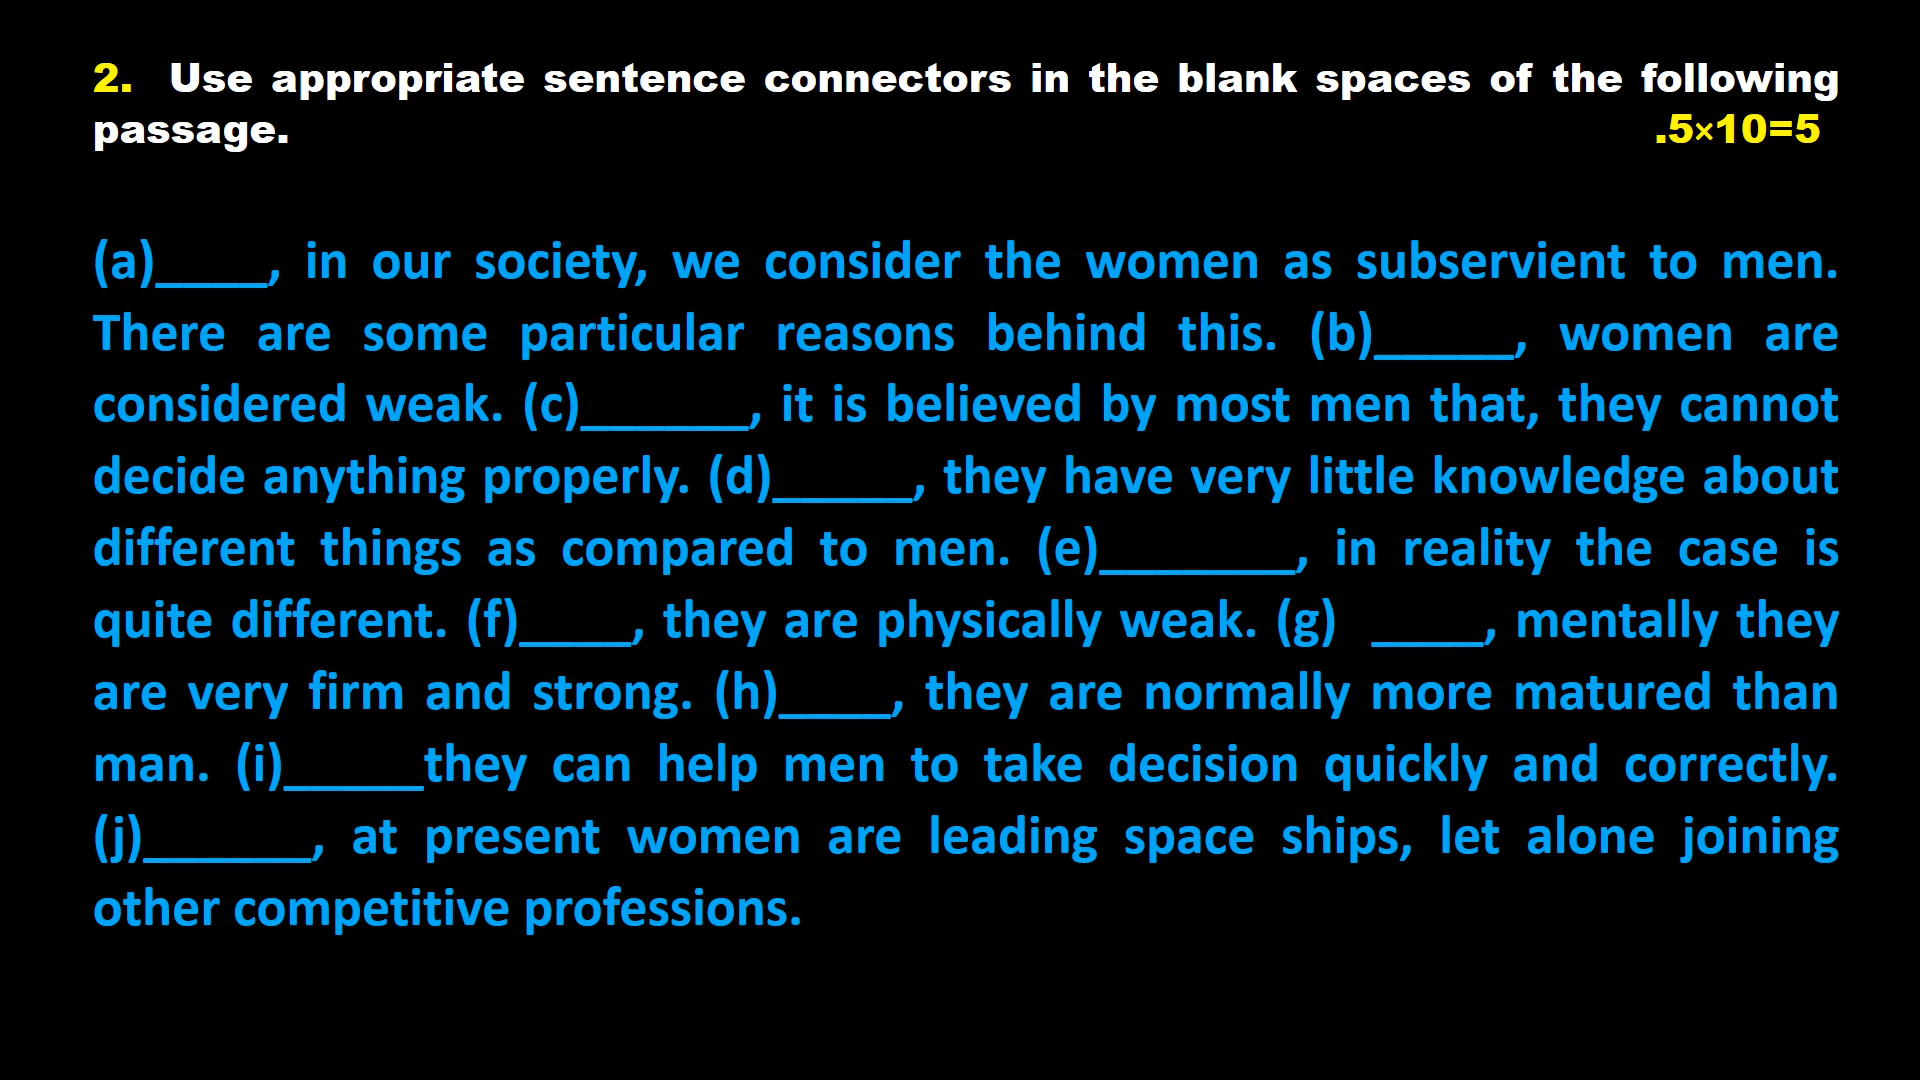 2. Use appropriate sentence connectors in the blank spaces of the following
passage. .5×10=5
(a)____, in our society, we consider the women as subservient to men.
There are some particular reasons behind this. (b)_____, women are
considered weak. (c)______, it is believed by most men that, they cannot
decide anything properly. (d)_____, they have very little knowledge about
different things as compared to men. (e)_______, in reality the case is
quite different. (f)____, they are physically weak. (g) ____, mentally they
are very firm and strong. (h)____, they are normally more matured than
man. (i)_____they can help men to take decision quickly and correctly.
(j)______, at present women are leading space ships, let alone joining
other competitive professions.